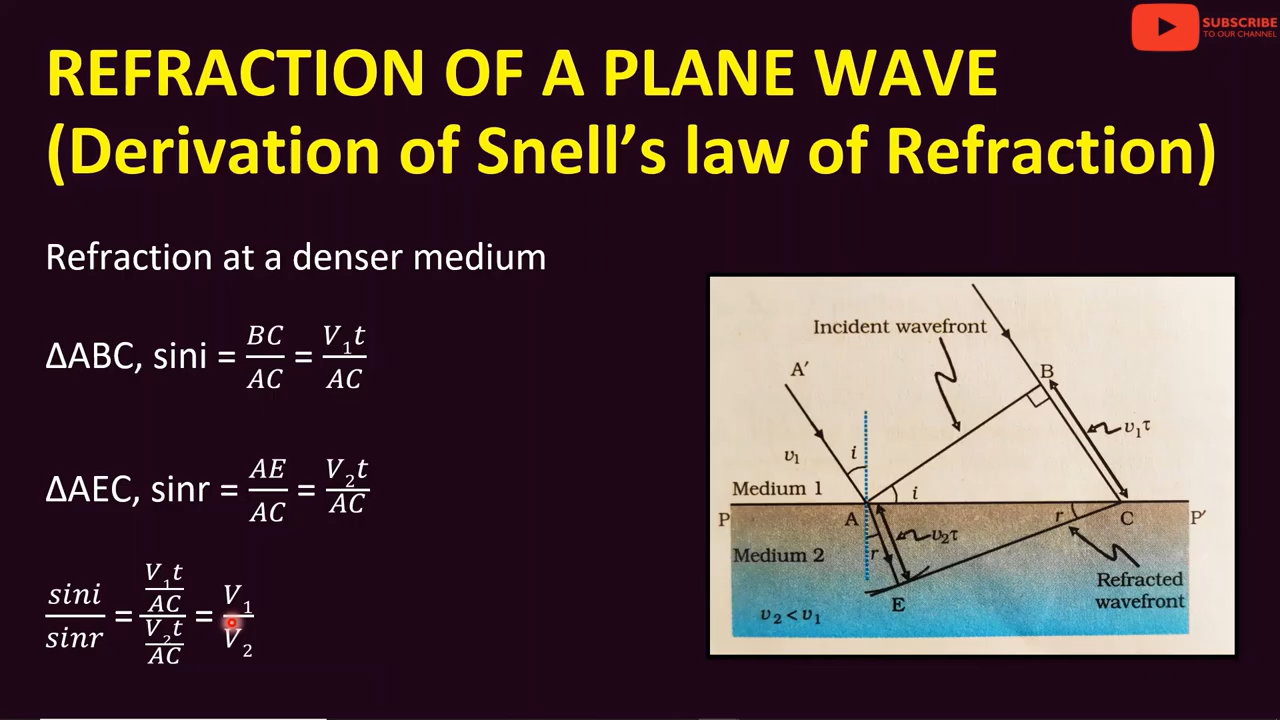 SUBSCRIBE
TO OUR CHANNEL
REFRACTION OF A PLANE WAVE
(Derivation of Snell’s law of Refraction)
Refraction at a denser medium
ΔABC, sini = BC/AC = V₁t/AC
ΔAEC, sinr = AE/AC = V₂t/AC
sini/sinr = (V₁t/AC)/(V₂t/AC) = V₁/V₂
Incident wavefront
A′
B
v₁τ
v₁
i
i
Medium 1
P
A
r
C
P′
Medium 2
r
v₂τ
E
Refracted
wavefront
v₂ < v₁